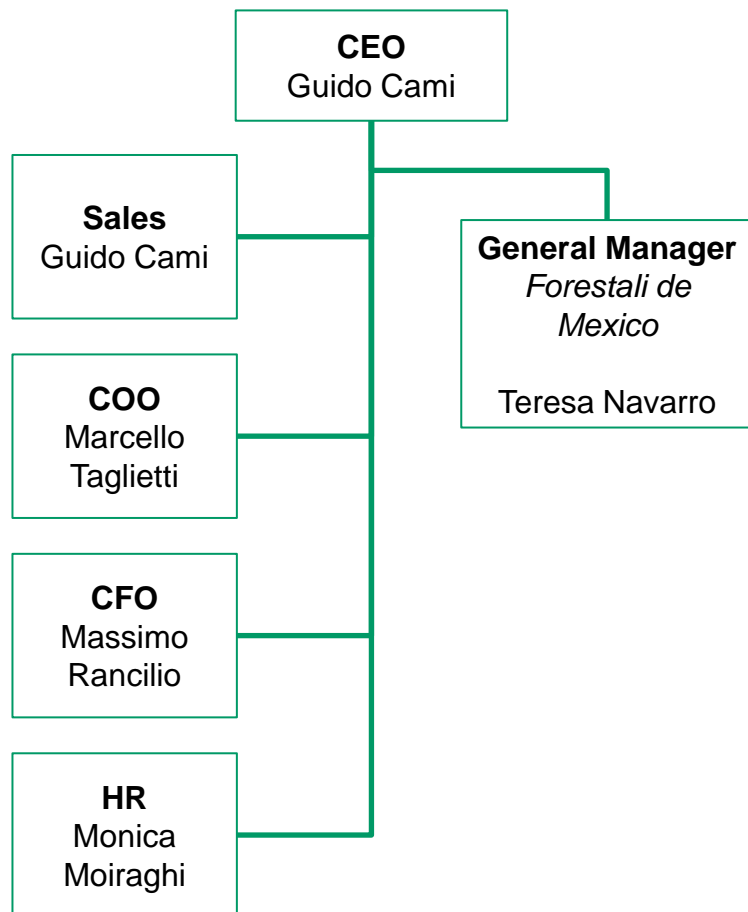 CEO
Guido Cami
Sales
Guido Cami
General Manager
Forestali de
Mexico
Teresa Navarro
COO
Marcello
Taglietti
CFO
Massimo
Rancilio
HR
Monica
Moiraghi